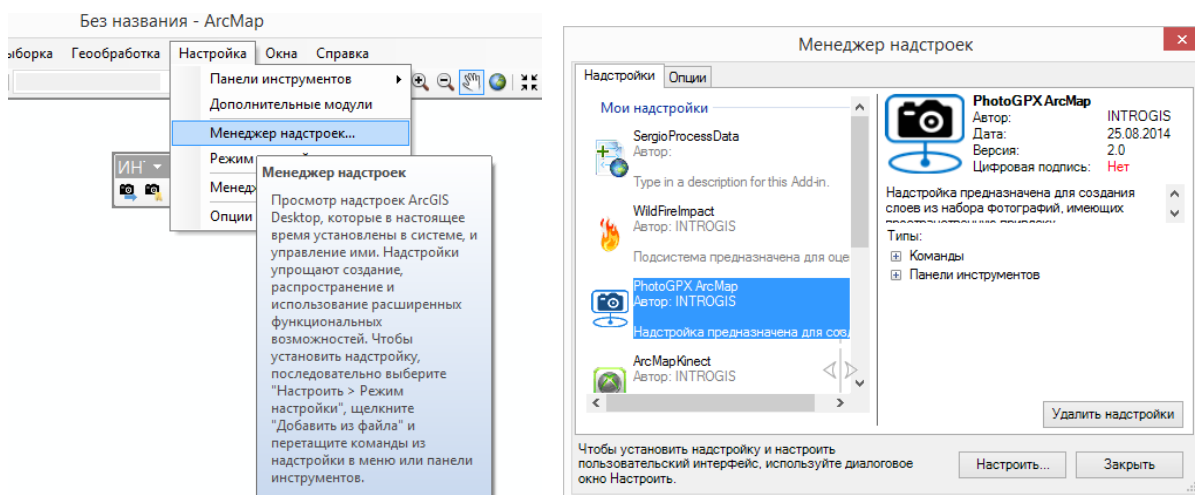 Без названия - ArcMap
ыборка Геообработка Настройка Окна Справка
Панели инструментов
Дополнительные модули
Менеджер надстроек...
Режим
ИН
Менед
Опции
Менеджер надстроек
Просмотр надстроек ArcGIS
Desktop, которые в настоящее
время установлены в системе, и
управление ими. Надстройки
упрощают создание,
распространение и
использование расширенных
функциональных
возможностей. Чтобы
установить надстройку,
последовательно выберите
"Настроить > Режим
настройки", щелкните
"Добавить из файла" и
перетащите команды из
надстройки в меню или панели
инструментов.
Менеджер надстроек
Надстройки Опции
Мои надстройки
SergioProcessData
Автор:
Type in a description for this Add-in.
WildFireImpact
Автор: INTROGIS
Подсистема предназначена для оце
PhotoGPX ArcMap
Автор: INTROGIS
Надстройка предназначена для созд
ArcMapKinect
Автор: INTROGIS
PhotoGPX ArcMap
Автор: INTROGIS
Дата: 25.08.2014
Версия: 2.0
Цифровая подпись: Нет
Надстройка предназначена для создания
слоев из набора фотографий, имеющих
Типы:
Команды
Панели инструментов
Удалить надстройки
Чтобы установить надстройку и настроить
пользовательский интерфейс, используйте диалоговое
окно Настроить.
Настроить... Закрыть